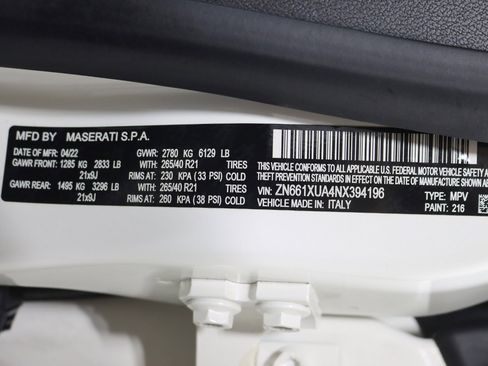 MFD BY MASERATI S.P.A.
DATE OF MFR: 04/22 GVWR: 2780 KG 6129 LB
GAWR FRONT: 1285 KG 2833 LB WITH 265/40 R21 TIRES
21x9J RIMS AT: 230 KPA (33 PSI) COLD
GAWR REAR: 1495 KG 3296 LB WITH 265/40 R21 TIRES
21x9J RIMS AT: 260 KPA (38 PSI) COLD
THIS VEHICLE CONFORMS TO ALL APPLICABLE U.S. FEDERAL MOTOR VEHICLE SAFETY AND
THEFT PREVENTION STANDARDS IN EFFECT ON THE DATE OF MANUFACTURE SHOWN ABOVE
VIN: ZN661XUA4NX394196 TYPE: MPV
VEHICLE MADE IN: ITALY PAINT: 216